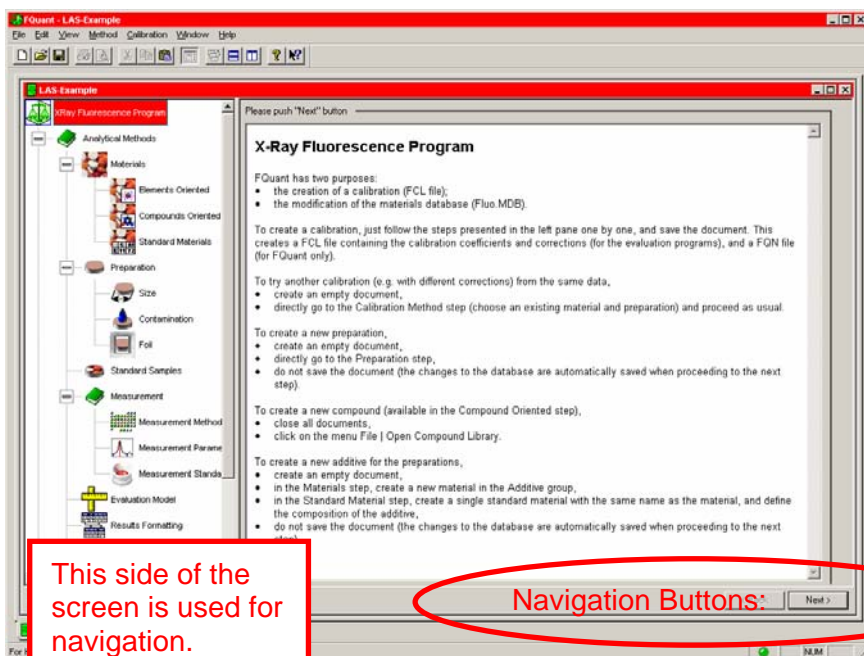 FQuant - LAS-Example
File Edit View Method Calibration Window Help
LAS-Example
XRay Fluorescence Program
Analytical Methods
Materials
Elements Oriented
Compounds Oriented
Standard Materials
Preparation
Size
Contamination
Foil
Standard Samples
Measurement
Measurement Method
Measurement Parame
Measurement Standa
Evaluation Model
Results Formatting
Please push "Next" button
X-Ray Fluorescence Program
FQuant has two purposes:
• the creation of a calibration (FCL file);
• the modification of the materials database (Fluo.MDB).
To create a calibration, just follow the steps presented in the left pane one by one, and save the document. This
creates a FCL file containing the calibration coefficients and corrections (for the evaluation programs), and a FQN file
(for FQuant only).
To try another calibration (e.g. with different corrections) from the same data,
• create an empty document,
• directly go to the Calibration Method step (choose an existing material and preparation) and proceed as usual.
To create a new preparation,
• create an empty document,
• directly go to the Preparation step,
• do not save the document (the changes to the database are automatically saved when proceeding to the next
step).
To create a new compound (available in the Compound Oriented step),
• close all documents,
• click on the menu File | Open Compound Library.
To create a new additive for the preparations,
• create an empty document,
• in the Materials step, create a new material in the Additive group,
• in the Standard Material step, create a single standard material with the same name as the material, and define
the composition of the additive,
• do not save the document (the changes to the database are automatically saved when proceeding to the next
This side of the
screen is used for
navigation.
Navigation Buttons:
Next >
For H
NUM